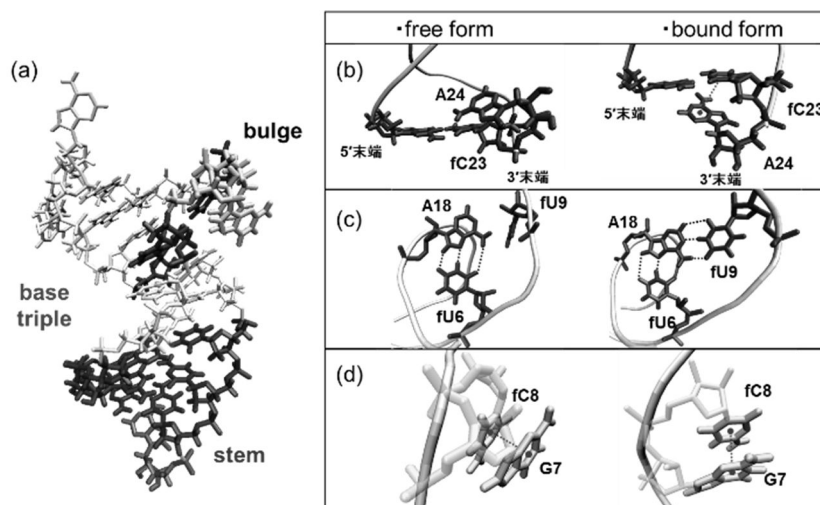 ・free form
・bound form
(a)
bulge
base
triple
stem
(b)
A24
5'末端
fC23
3'末端
5'末端
fC23
3'末端
A24
(c)
A18
fU9
fU6
A18
fU9
fU6
(d)
fC8
G7
fC8
G7